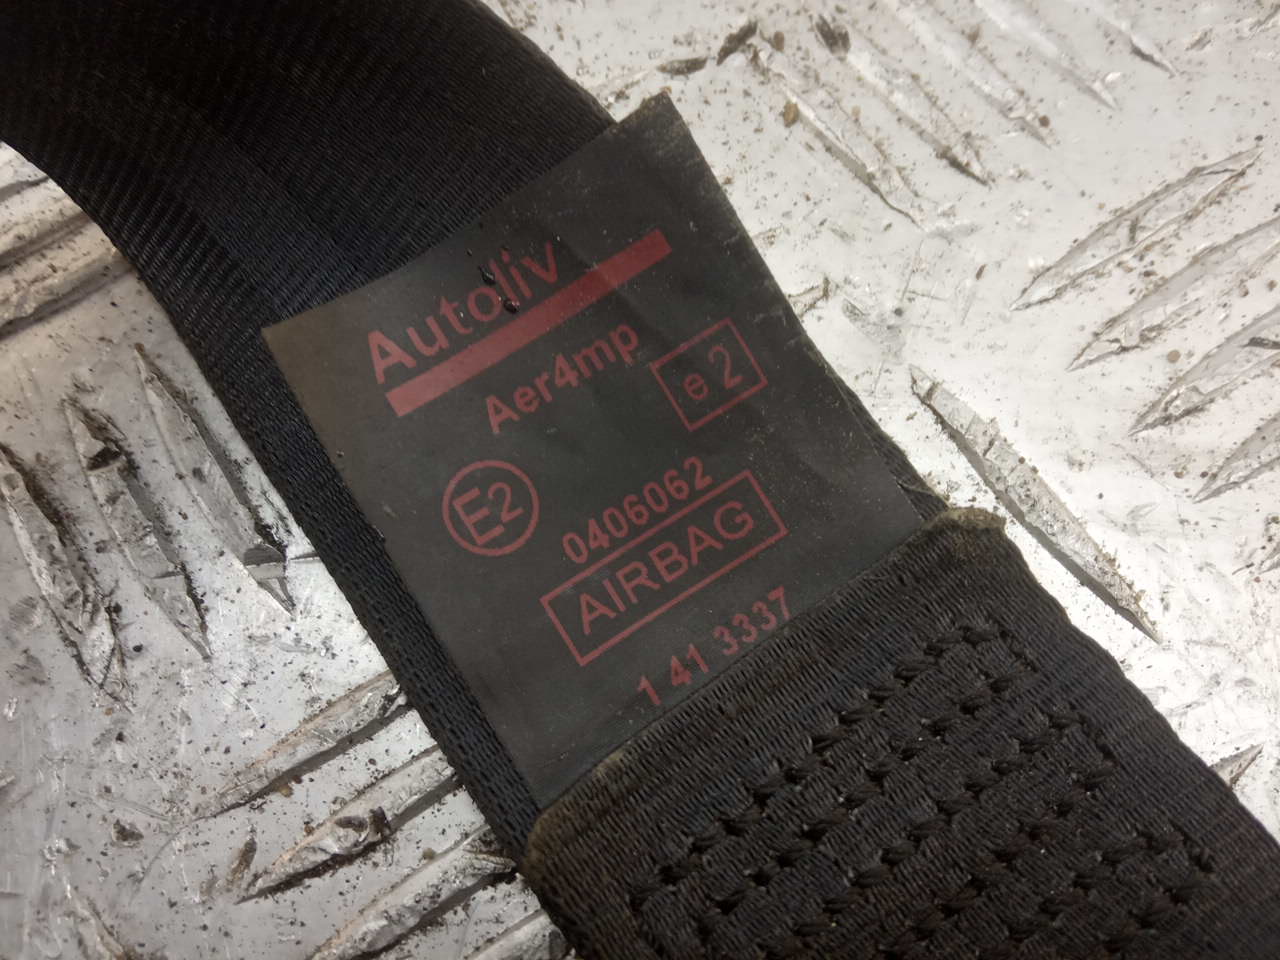 Autoliv
Aer4mp
e 2
E2
0406062
AIRBAG
1 41 3337